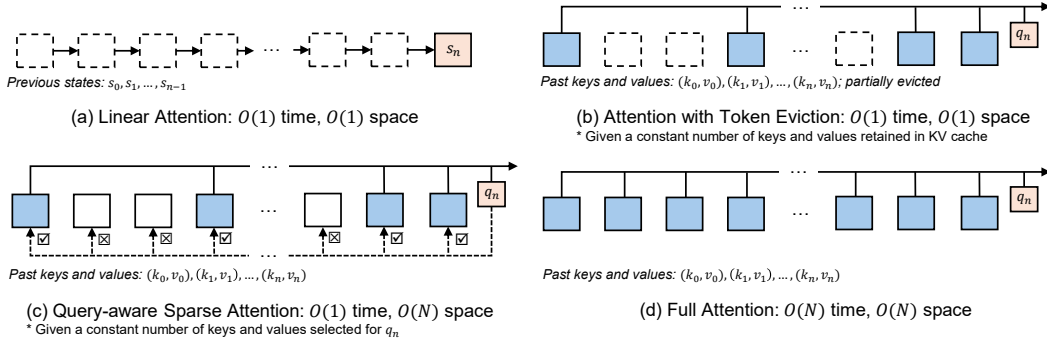 ... s_n
Previous states: s_0, s_1, ..., s_{n-1}
(a) Linear Attention: O(1) time, O(1) space
...
q_n
...
Past keys and values: (k_0, v_0), (k_1, v_1), ..., (k_n, v_n); partially evicted
(b) Attention with Token Eviction: O(1) time, O(1) space
* Given a constant number of keys and values retained in KV cache
...
q_n
...
☑ ☒ ☒ ☑ ☒ ☑ ☑
...
Past keys and values: (k_0, v_0), (k_1, v_1), ..., (k_n, v_n)
(c) Query-aware Sparse Attention: O(1) time, O(N) space
* Given a constant number of keys and values selected for q_n
...
q_n
...
Past keys and values: (k_0, v_0), (k_1, v_1), ..., (k_n, v_n)
(d) Full Attention: O(N) time, O(N) space